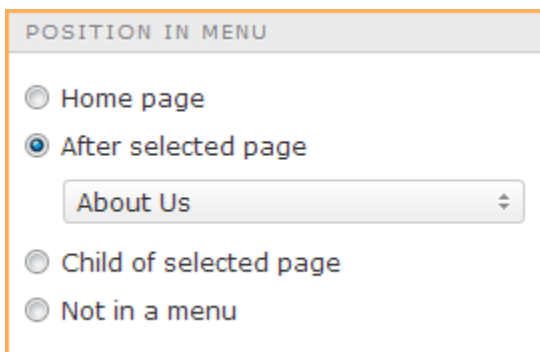 POSITION IN MENU
Home page
After selected page
About Us
Child of selected page
Not in a menu